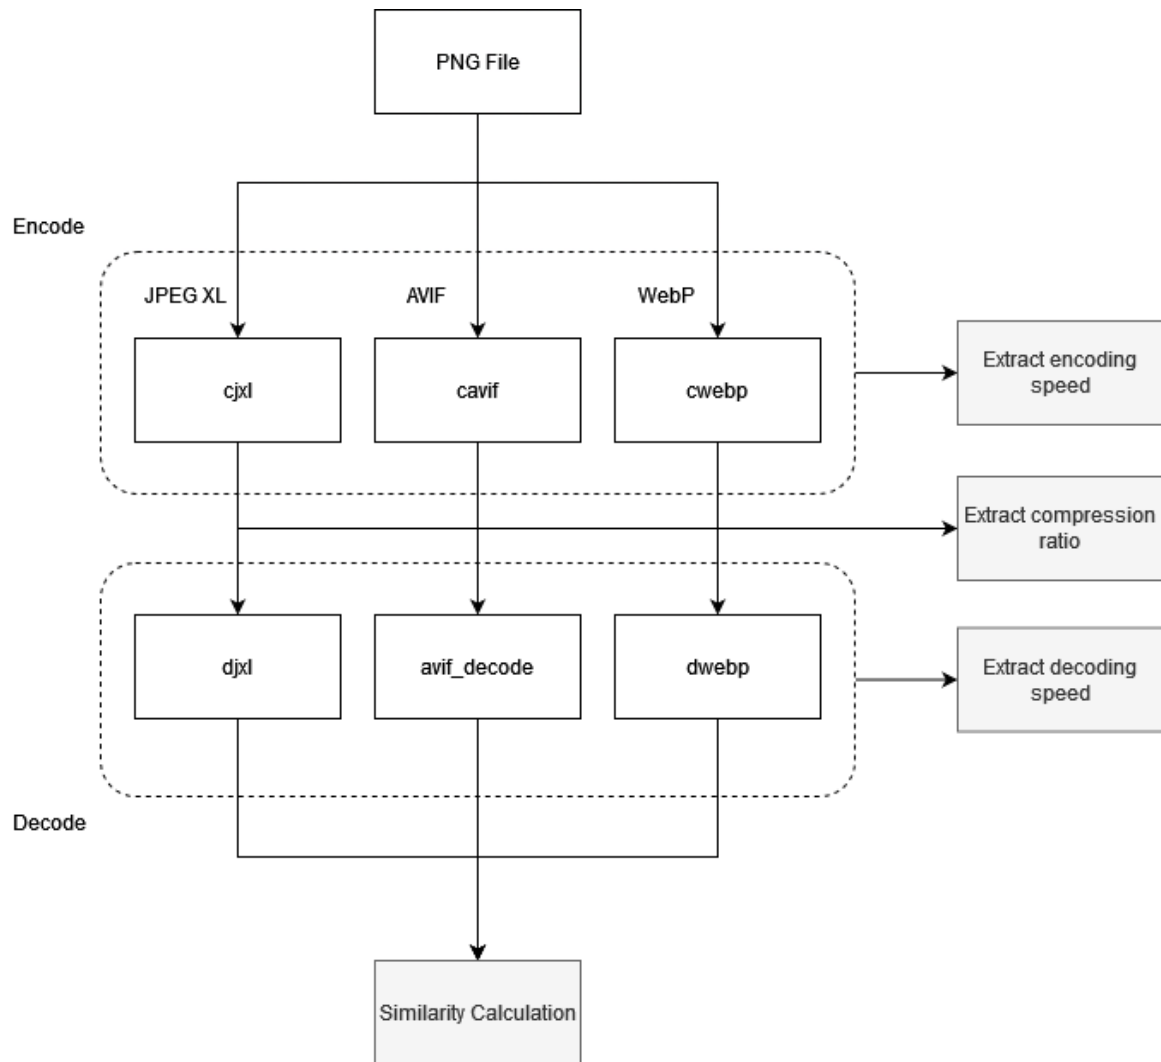 PNG File
Encode
JPEG XL
AVIF
WebP
cjxl
cavif
cwebp
Extract encoding
speed
Extract compression
ratio
djxl
avif_decode
dwebp
Extract decoding
speed
Decode
Similarity Calculation